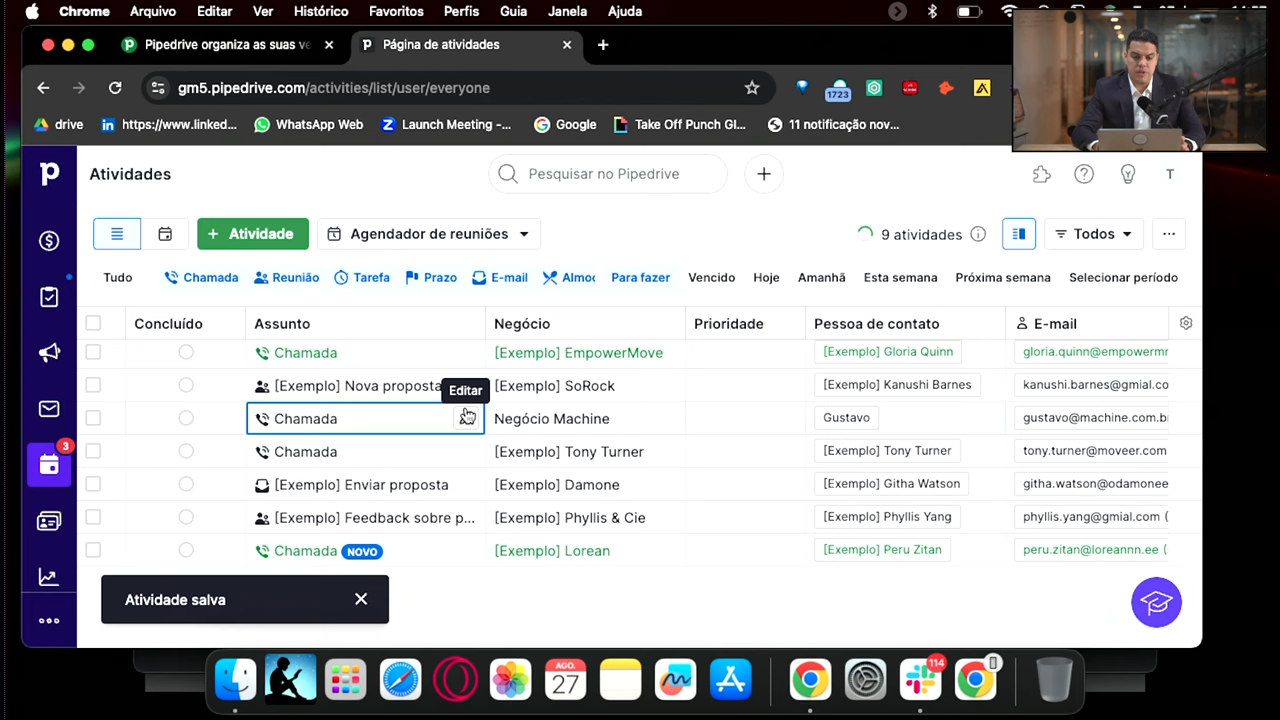 Chrome Arquivo Editar Ver Histórico Favoritos Perfis Guia Janela Ajuda
Pipedrive organiza as suas ve
Página de atividades
gm5.pipedrive.com/activities/list/user/everyone
1723
drive https://www.linked... WhatsApp Web Launch Meeting -... Google Take Off Punch Gl... 11 notificação nov...
Atividades
Pesquisar no Pipedrive
T
+ Atividade
Agendador de reuniões
9 atividades
Todos
Tudo Chamada Reunião Tarefa Prazo E-mail Almoc Para fazer Vencido Hoje Amanhã Esta semana Próxima semana Selecionar período
Concluído Assunto Negócio Prioridade Pessoa de contato E-mail
Chamada [Exemplo] EmpowerMove [Exemplo] Gloria Quinn gloria.quinn@empowermr
[Exemplo] Nova proposta [Exemplo] SoRock [Exemplo] Kanushi Barnes kanushi.barnes@gmial.co
Editar
Chamada Negócio Machine Gustavo gustavo@machine.com.b
Chamada [Exemplo] Tony Turner [Exemplo] Tony Turner tony.turner@moveer.com
[Exemplo] Enviar proposta [Exemplo] Damone [Exemplo] Githa Watson githa.watson@odamonee
[Exemplo] Feedback sobre p... [Exemplo] Phyllis & Cie [Exemplo] Phyllis Yang phyllis.yang@gmial.com (
Chamada NOVO [Exemplo] Lorean [Exemplo] Peru Zitan peru.zitan@loreannn.ee (
3
Atividade salva
AGO.
27
114